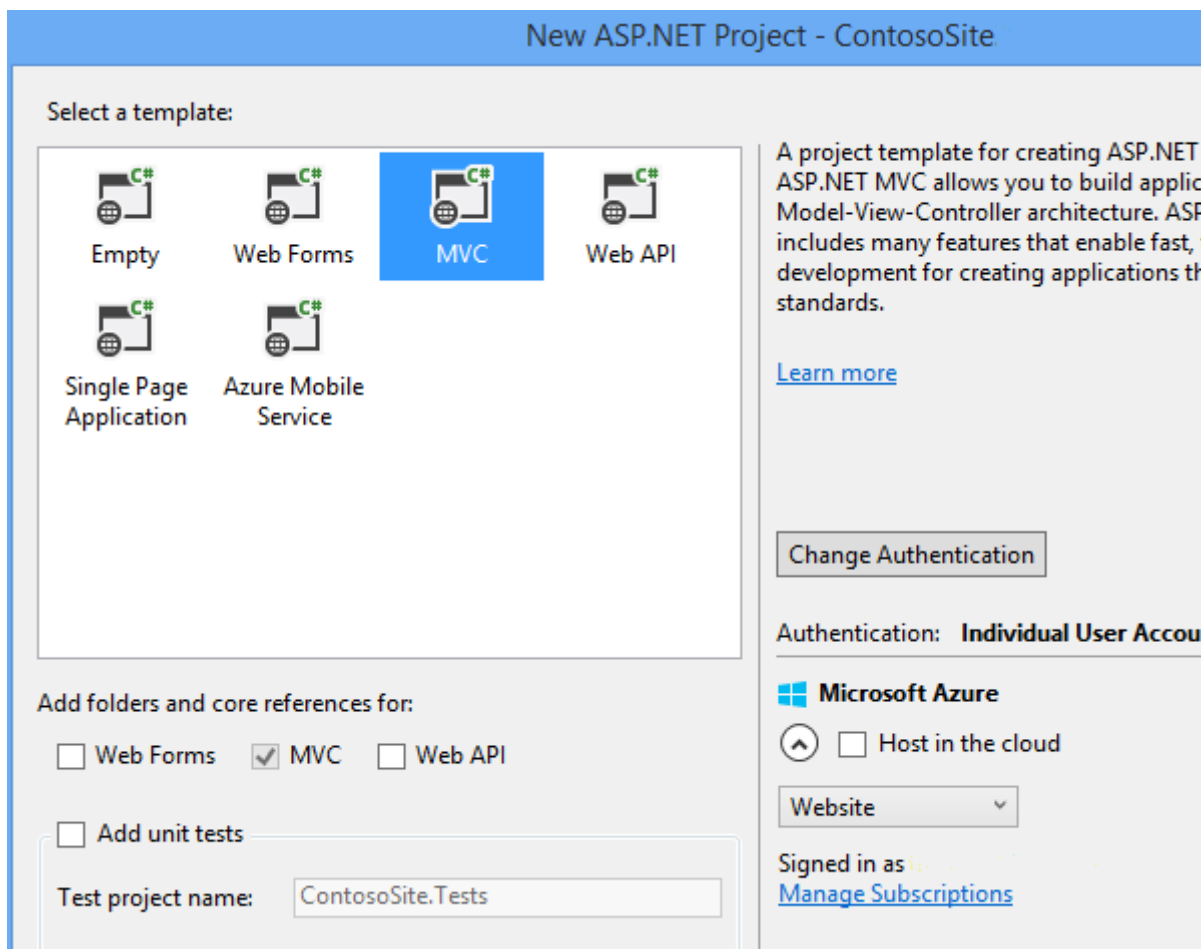 New ASP.NET Project - ContosoSite
Select a template:
C#
C#
C#
C#
Empty
Web Forms
MVC
Web API
C#
C#
Single Page
Application
Azure Mobile
Service
A project template for creating ASP.NET
ASP.NET MVC allows you to build applic
Model-View-Controller architecture. ASP
includes many features that enable fast,
development for creating applications th
standards.
Learn more
Change Authentication
Authentication: Individual User Accou
Add folders and core references for:
Web Forms
MVC
Web API
Add unit tests
Test project name: ContosoSite.Tests
Microsoft Azure
Host in the cloud
Website
Signed in as
Manage Subscriptions